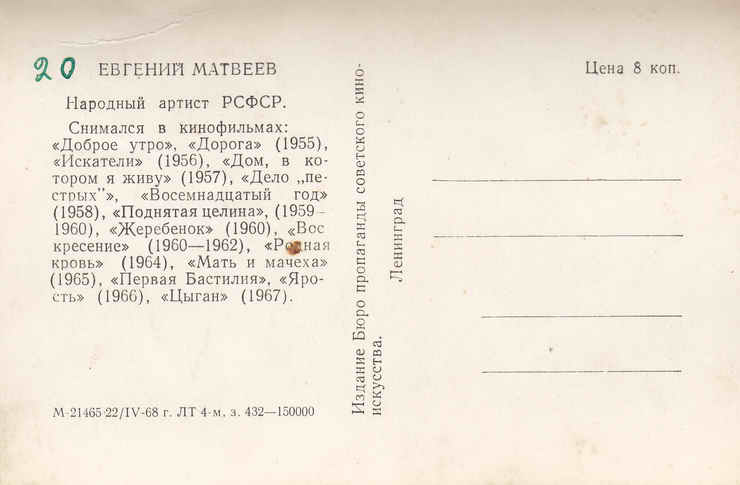 20 ЕВГЕНИЙ МАТВЕЕВ
Народный артист РСФСР.
Снимался в кинофильмах:
«Доброе утро», «Дорога» (1955),
«Искатели» (1956), «Дом, в ко-
тором я живу» (1957), «Дело „пе-
стрых"», «Восемнадцатый год»
(1958), «Поднятая целина», (1959-
1960), «Жеребенок» (1960), «Вос
кресение» (1960—1962), «Родная
кровь» (1964), «Мать и мачеха»
(1965), «Первая Бастилия», «Яро-
сть» (1966), «Цыган» (1967).
М-21465 22/IV-68 г. ЛТ 4-м, з. 432—150000
Издание Бюро пропаганды советского кино-
искусства.
Ленинград
Цена 8 коп.